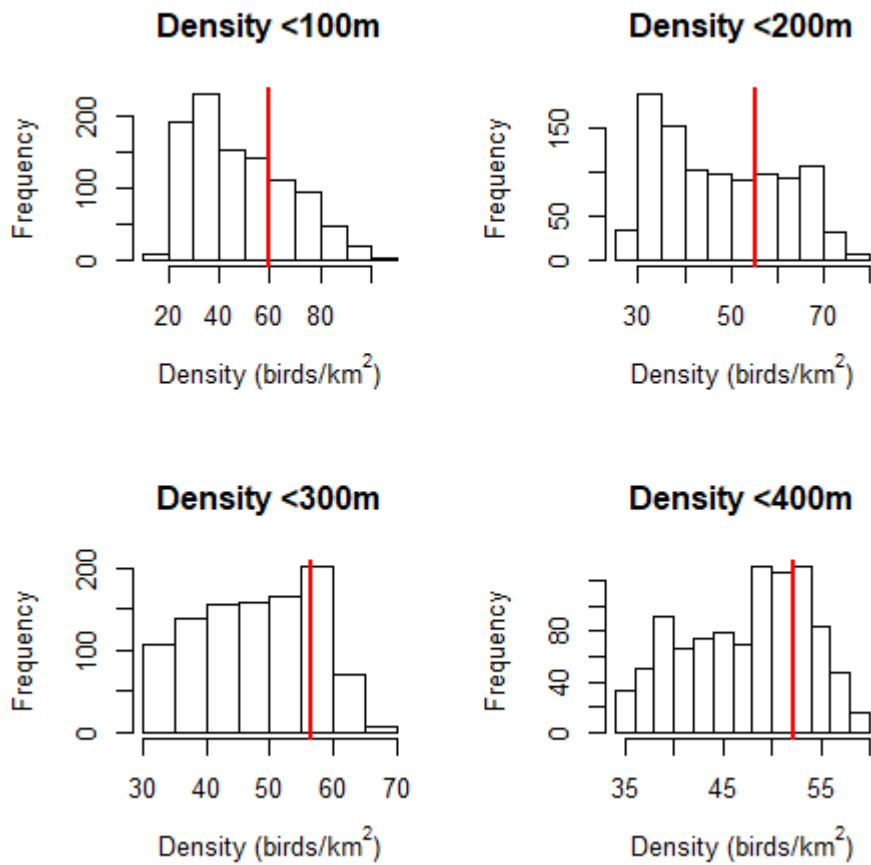 Density <100m
Frequency
0
100
200
20 40 60 80
Density (birds/km²)
Density <200m
Frequency
0
50
150
30 50 70
Density (birds/km²)
Density <300m
Frequency
0
100
200
30 40 50 60 70
Density (birds/km²)
Density <400m
Frequency
0
40
80
35 45 55
Density (birds/km²)